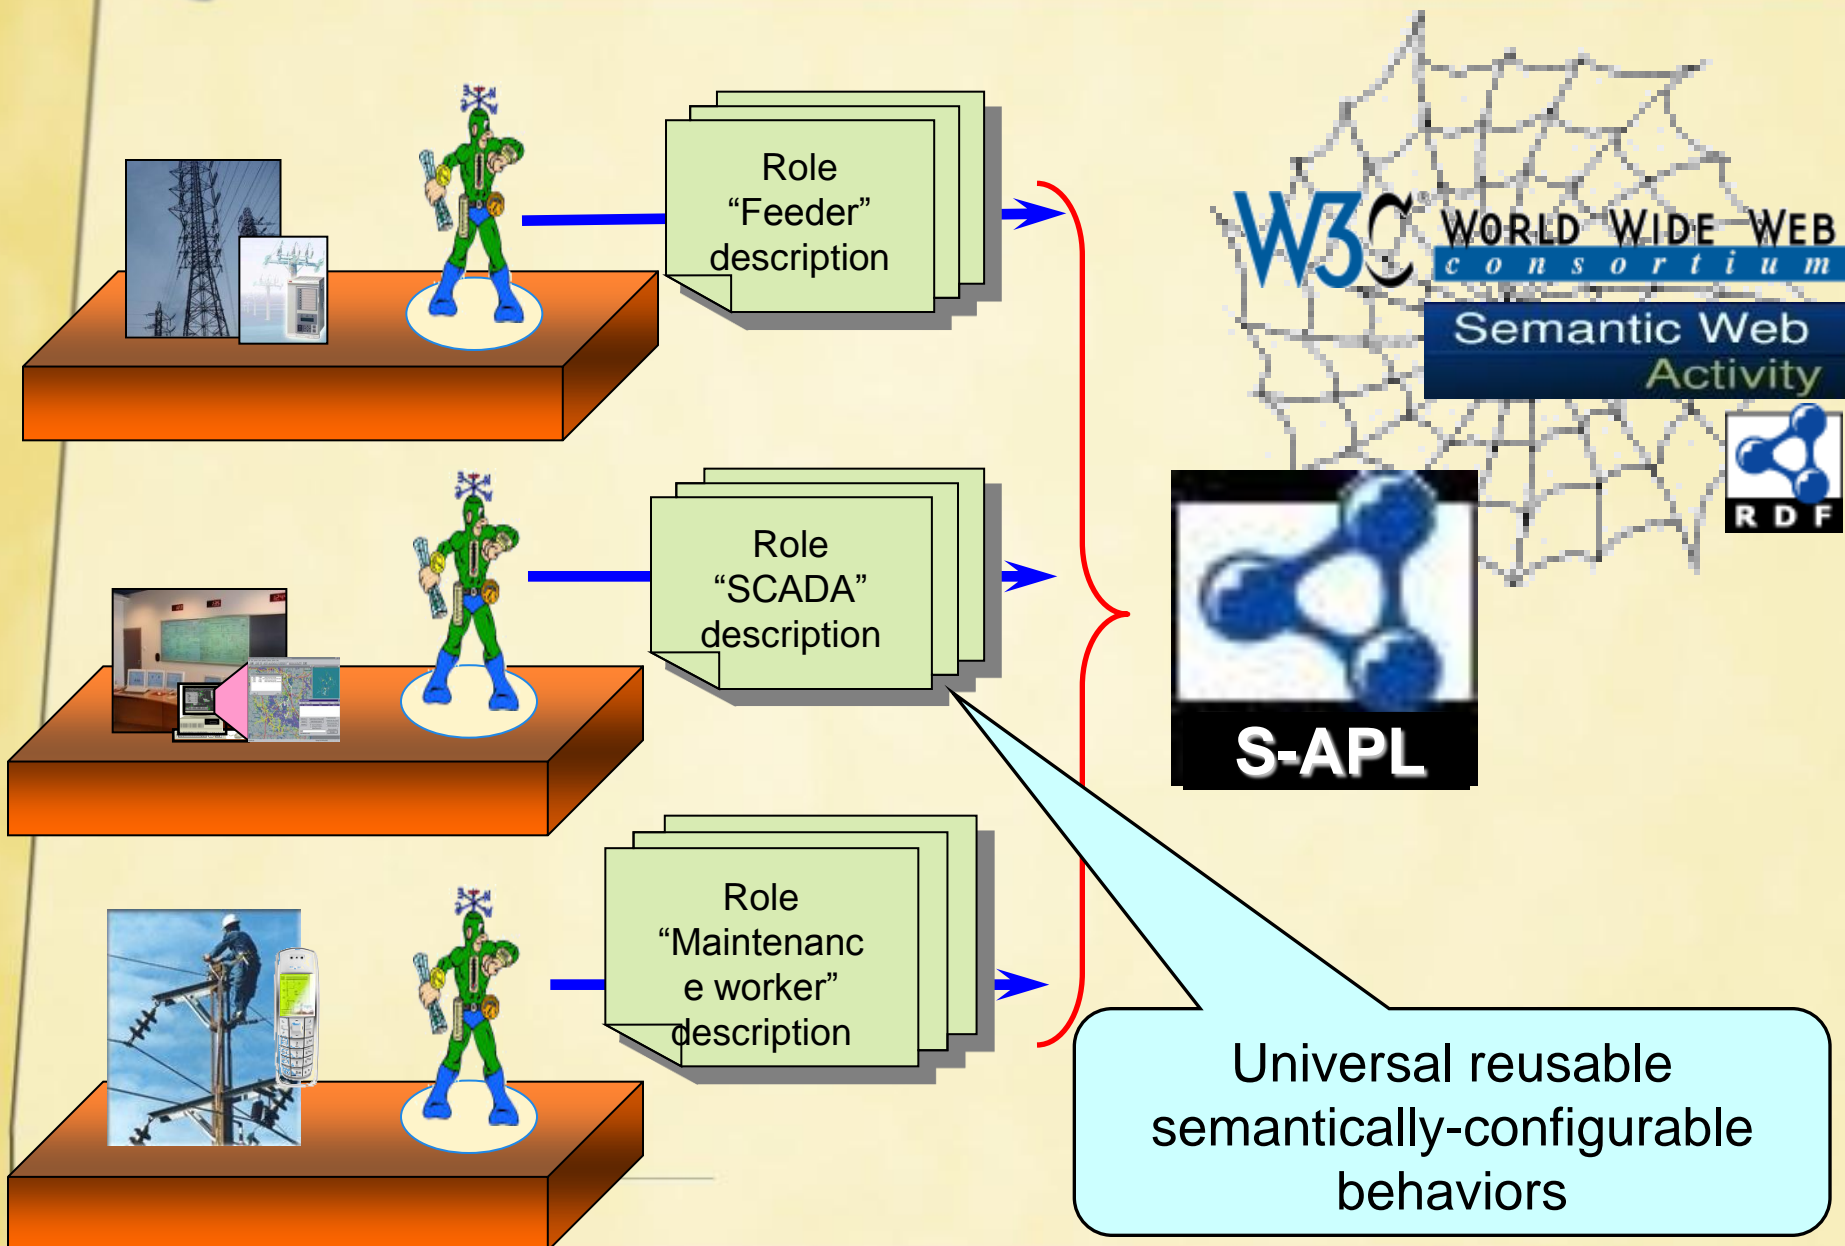 Role
“Feeder”
description
W3C® WORLD WIDE WEB
consortium
Semantic Web
Activity
RDF
Role
“SCADA”
description
S-APL
Role
“Maintenanc
e worker”
description
Universal reusable
semantically-configurable
behaviors